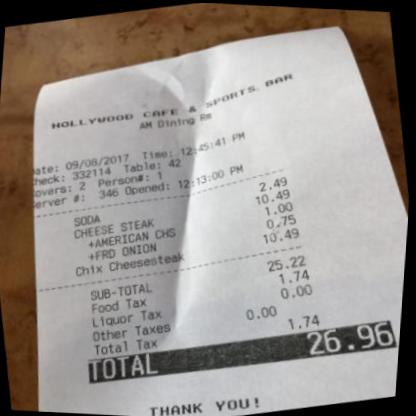 HOLLYWOOD CAFE & SPORTS BAR
AM Dining Rm
Date: 09/08/2017 Time: 12:45:41 PM
Check: 332114 Table: 42
Covers: 2 Person#: 1
Server #: 346 Opened: 12:13:00 PM
SODA 2.49
CHEESE STEAK 10.49
+AMERICAN CHS 1.00
+FRD ONION 0.75
Chix Cheesesteak 10.49
SUB-TOTAL 25.22
Food Tax 1.74
Liquor Tax 0.00
Other Taxes 0.00
Total Tax 1.74
TOTAL 26.96
THANK YOU!